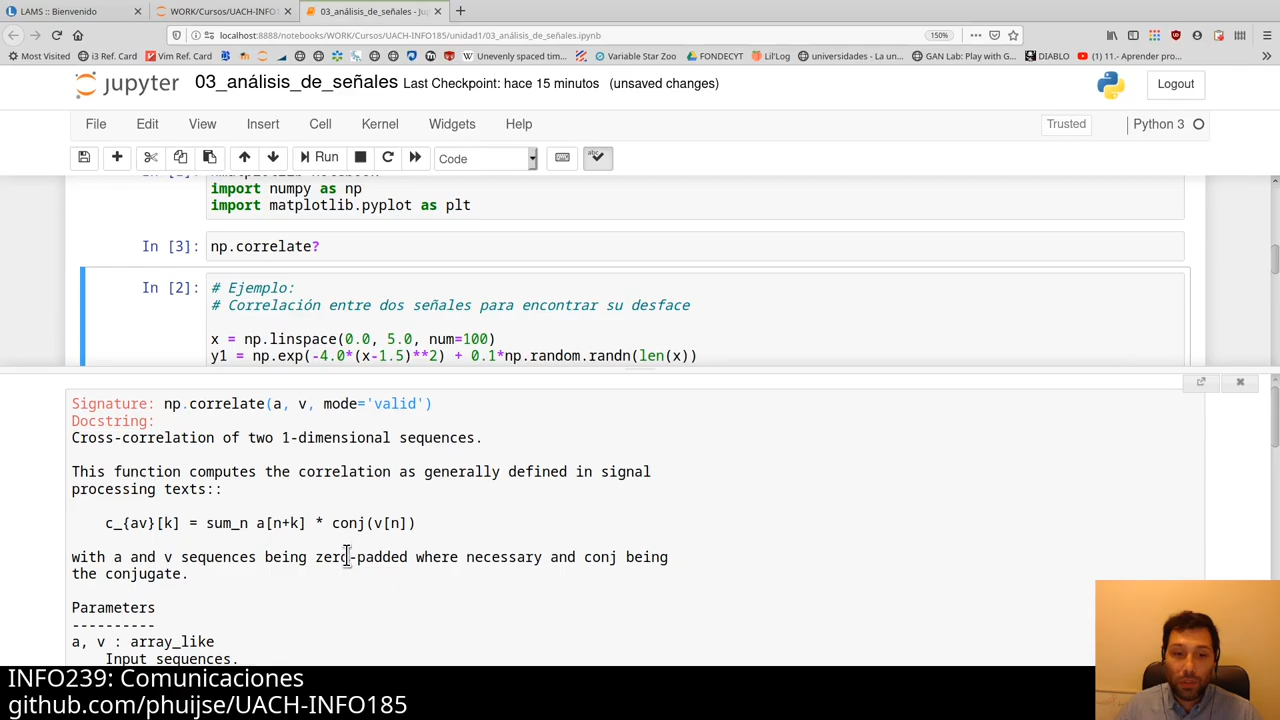 LAMS :: Bienvenido
WORK/Cursos/UACH-INFO1
03_análisis_de_señales - Jup
localhost:8888/notebooks/WORK/Cursos/UACH-INFO185/unidad1/03_análisis_de_señales.ipynb
150%
Most Visited
i3 Ref. Card
Vim Ref. Card
Unevenly spaced tim...
Variable Star Zoo
FONDECYT
Lil'Log
universidades - La un...
GAN Lab: Play with G...
DIABLO
(1) 11.- Aprender pro...
jupyter 03_análisis_de_señales Last Checkpoint: hace 15 minutos (unsaved changes)
Logout
File Edit View Insert Cell Kernel Widgets Help
Trusted
Python 3
Run
Code
import numpy as np
import matplotlib.pyplot as plt
In [3]: np.correlate?
In [2]: # Ejemplo:
# Correlación entre dos señales para encontrar su desface
x = np.linspace(0.0, 5.0, num=100)
y1 = np.exp(-4.0*(x-1.5)**2) + 0.1*np.random.randn(len(x))
Signature: np.correlate(a, v, mode='valid')
Docstring:
Cross-correlation of two 1-dimensional sequences.
This function computes the correlation as generally defined in signal
processing texts::
c_{av}[k] = sum_n a[n+k] * conj(v[n])
with a and v sequences being zero-padded where necessary and conj being
the conjugate.
Parameters
----------
a, v : array_like
Input sequences.
INFO239: Comunicaciones
github.com/phuijse/UACH-INFO185